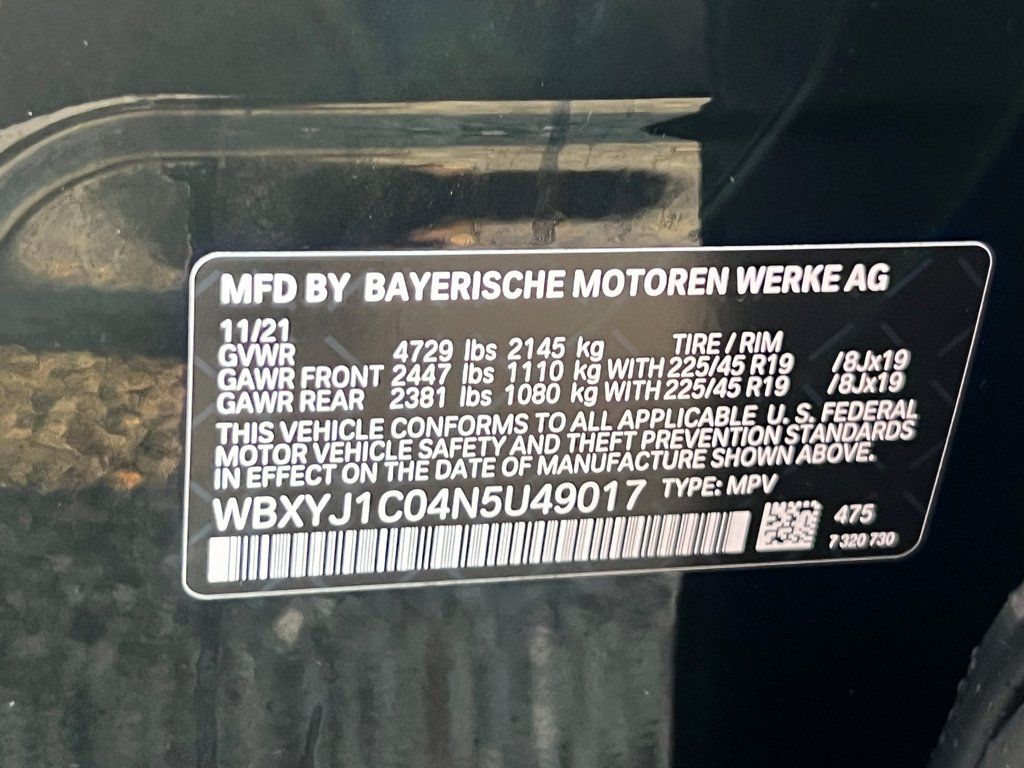 MFD BY BAYERISCHE MOTOREN WERKE AG
11/21 TIRE / RIM
GVWR 4729 lbs 2145 kg
GAWR FRONT 2447 lbs 1110 kg WITH 225/45 R19 /8Jx19
GAWR REAR 2381 lbs 1080 kg WITH 225/45 R19 /8Jx19
THIS VEHICLE CONFORMS TO ALL APPLICABLE U. S. FEDERAL
MOTOR VEHICLE SAFETY AND THEFT PREVENTION STANDARDS
IN EFFECT ON THE DATE OF MANUFACTURE SHOWN ABOVE.
WBXYJ1C04N5U49017 TYPE: MPV
475
7 320 730